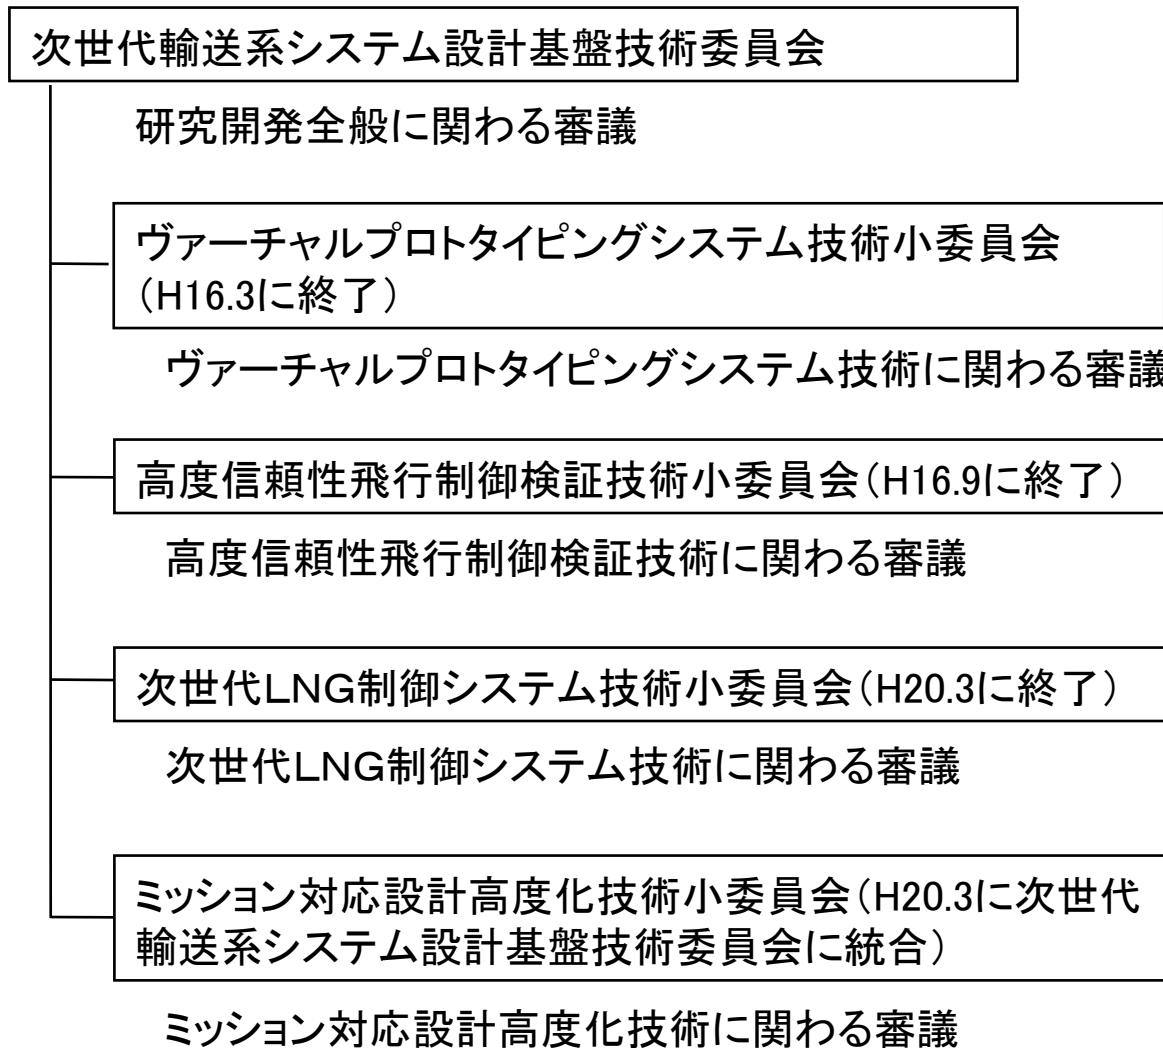 次世代輸送系システム設計基盤技術委員会
研究開発全般に関わる審議
ヴァーチャルプロトタイピングシステム技術小委員会
（H16.3に終了）
ヴァーチャルプロトタイピングシステム技術に関わる審議
高度信頼性飛行制御検証技術小委員会（H16.9に終了）
高度信頼性飛行制御検証技術に関わる審議
次世代ＬＮＧ制御システム技術小委員会（H20.3に終了）
次世代ＬＮＧ制御システム技術に関わる審議
ミッション対応設計高度化技術小委員会（H20.3に次世代
輸送系システム設計基盤技術委員会に統合）
ミッション対応設計高度化技術に関わる審議